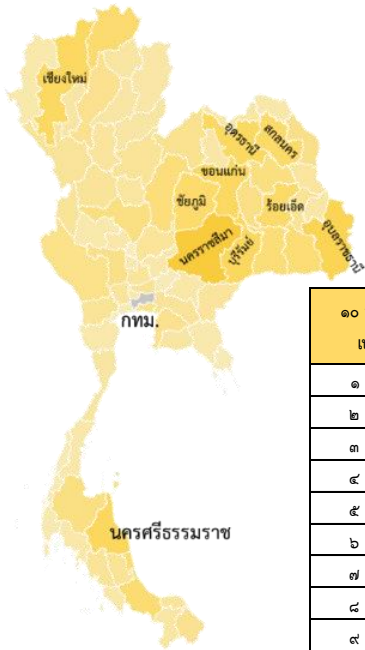 เชียงใหม่
อุดรธานี
สกลนคร
ขอนแก่น
ชัยภูมิ
ร้อยเอ็ด
นครราชสีมา
บุรีรัมย์
อุบลราชธานี
กทม.
นครศรีธรรมราช
๑๐
๑
๒
๓
๔
๕
๖
๗
๘
๙